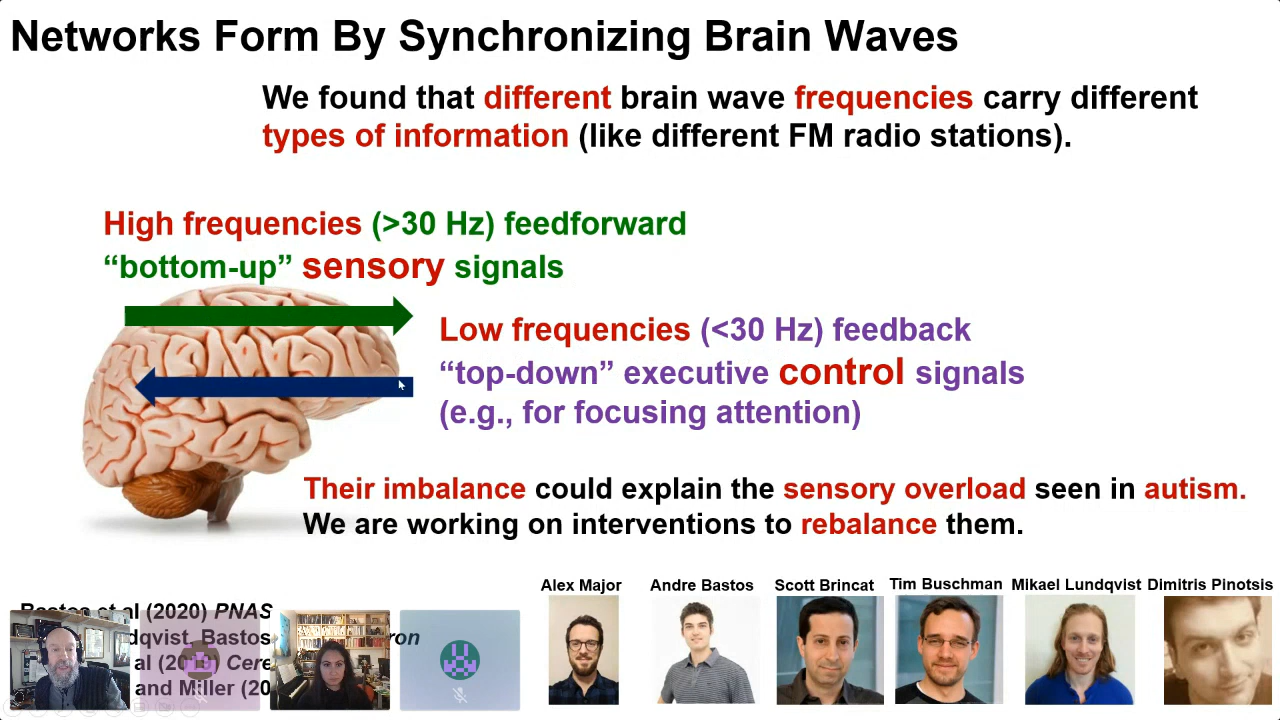 Networks Form By Synchronizing Brain Waves
We found that different brain wave frequencies carry different
types of information (like different FM radio stations).
High frequencies (>30 Hz) feedforward
“bottom-up” sensory signals
Low frequencies (<30 Hz) feedback
“top-down” executive control signals
(e.g., for focusing attention)
Their imbalance could explain the sensory overload seen in autism.
We are working on interventions to rebalance them.
Alex Major Andre Bastos Scott Brincat Tim Buschman Mikael Lundqvist Dimitris Pinotsis
et al (2020) PNAS
Bastos
al
and Miller